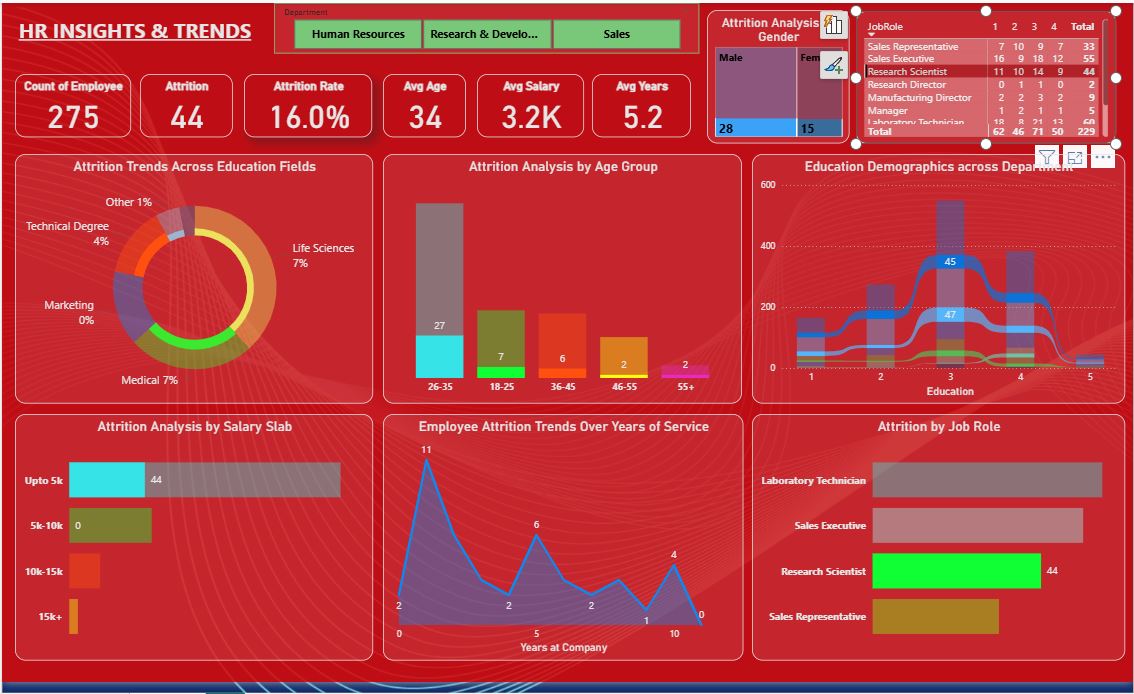 HR INSIGHTS & TRENDS
Department
Human Resources
Research & Develo...
Sales
Attrition Analysis
Gender
Male
Fem
28
15
JobRole 1 2 3 4 Total
Sales Representative 7 10 9 7 33
Sales Executive 16 9 18 12 55
Research Scientist 11 10 14 9 44
Research Director 0 1 1 0 2
Manufacturing Director 2 2 3 2 9
Manager 1 2 1 1 5
Laboratory Technician 18 8 21 13 60
Total 62 46 71 50 229
Count of Employee
275
Attrition
44
Attrition Rate
16.0%
Avg Age
34
Avg Salary
3.2K
Avg Years
5.2
Attrition Trends Across Education Fields
Other 1%
Technical Degree
4%
Life Sciences
7%
Marketing
0%
Medical 7%
Attrition Analysis by Age Group
27
7
6
2
2
26-35
18-25
36-45
46-55
55+
Education Demographics across Department
600
400
200
0
45
47
1
2
3
4
5
Education
Attrition Analysis by Salary Slab
Upto 5k
44
5k-10k
0
10k-15k
15k+
Employee Attrition Trends Over Years of Service
11
6
4
2
2
2
1
0
0
5
10
Years at Company
Attrition by Job Role
Laboratory Technician
Sales Executive
Research Scientist
44
Sales Representative